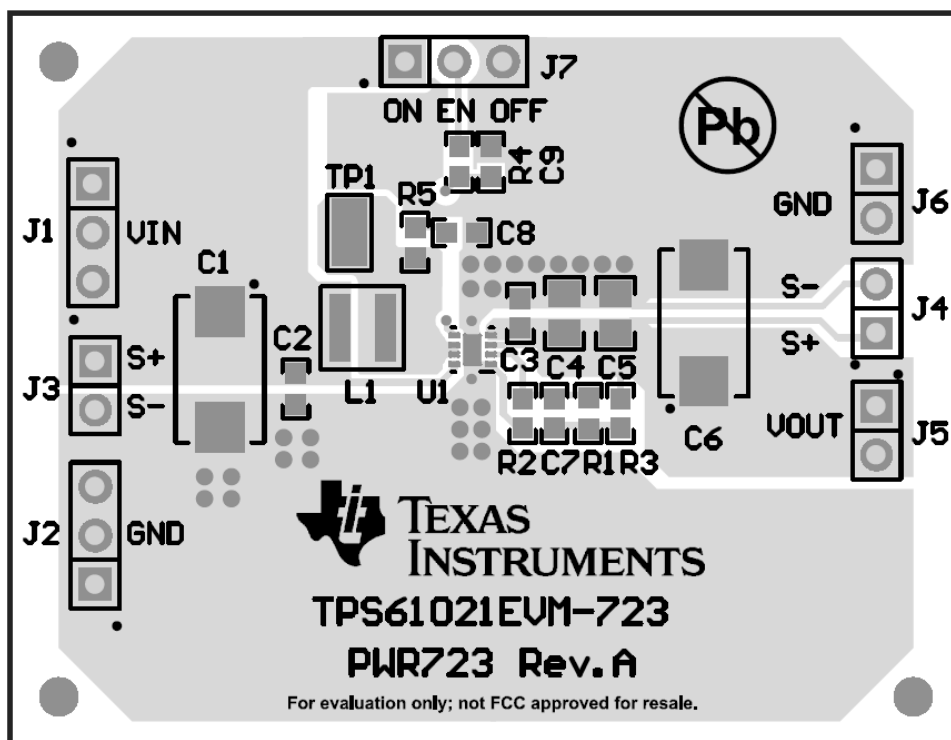 J7
ON EN OFF
Pb
R4
C9
TP1
R5
C8
J1
VIN
C1
GND
J6
S-
J4
S+
C2
J3
S+
S-
L1
U1
C3
C4
C5
C6
VOUT
J5
R2
C7
R1
R3
J2
GND
TEXAS
INSTRUMENTS
TPS61021EVM-723
PWR723 Rev.A
For evaluation only; not FCC approved for resale.